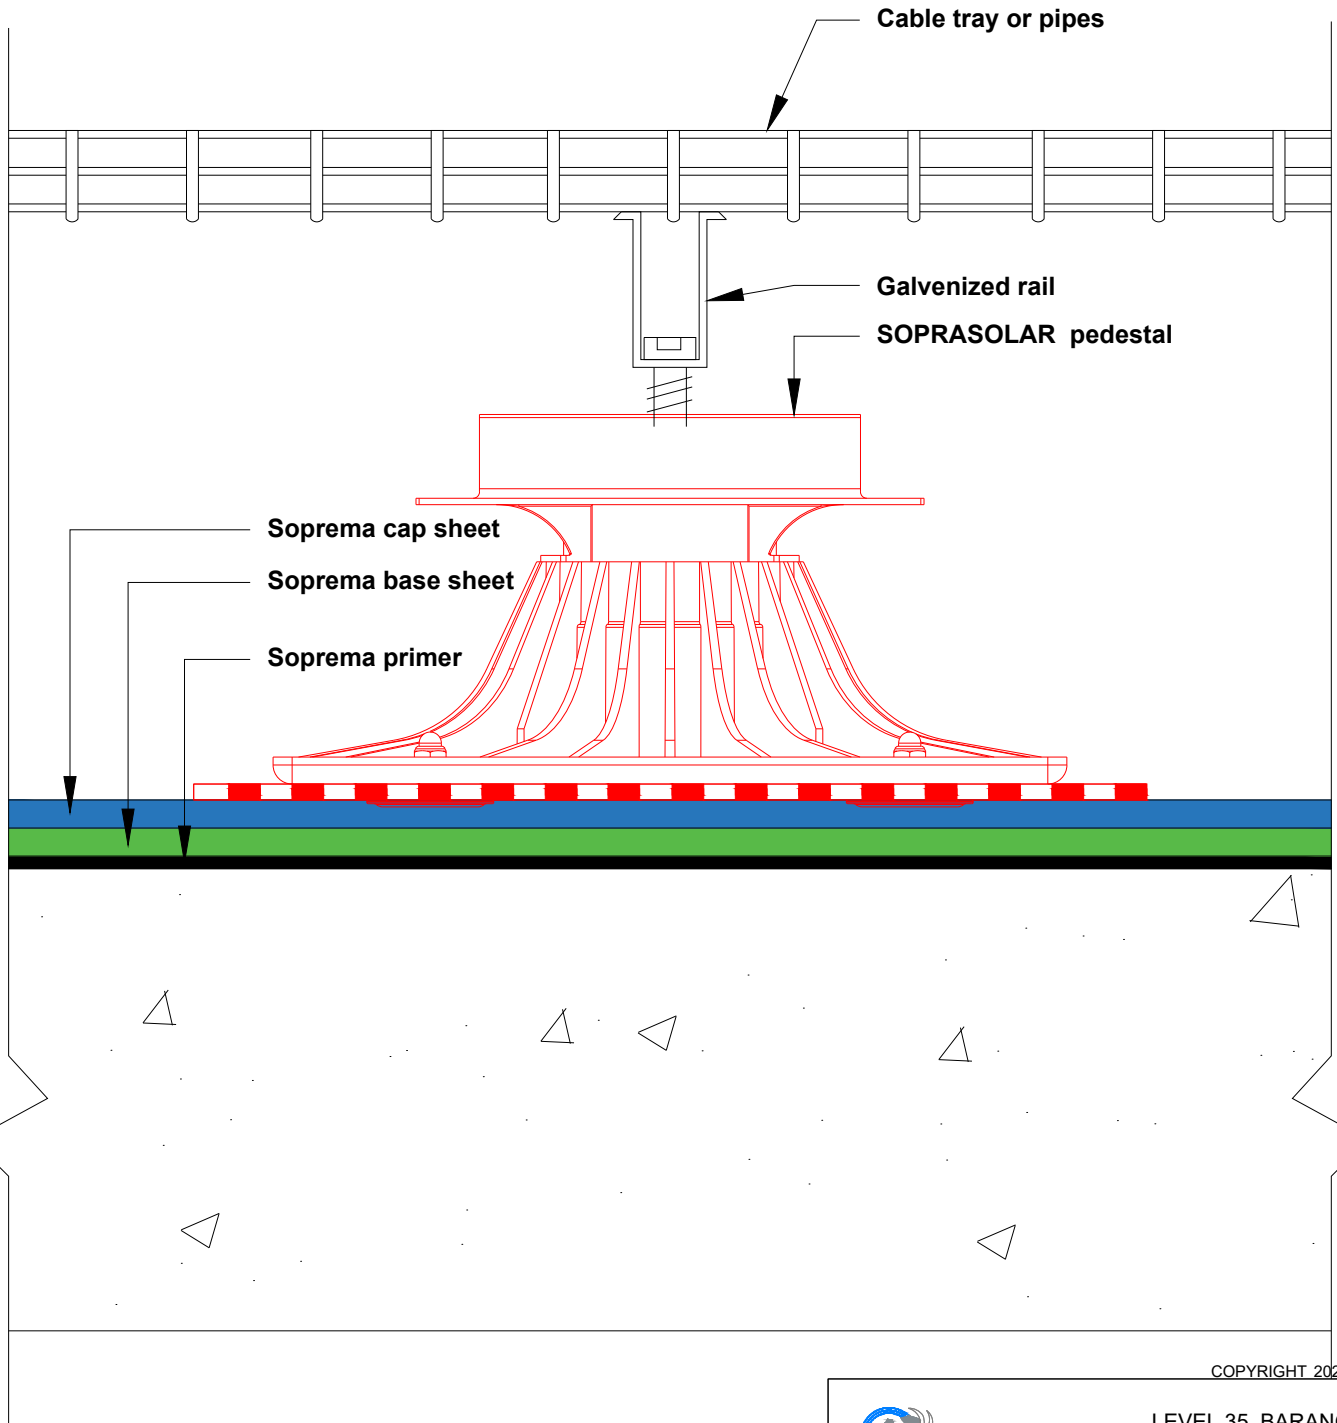 Cable tray or pipes
Galvenized rail
SOPRASOLAR pedestal
Soprema cap sheet
Soprema base sheet
Soprema primer
COPYRIGHT
LEVEL 35,